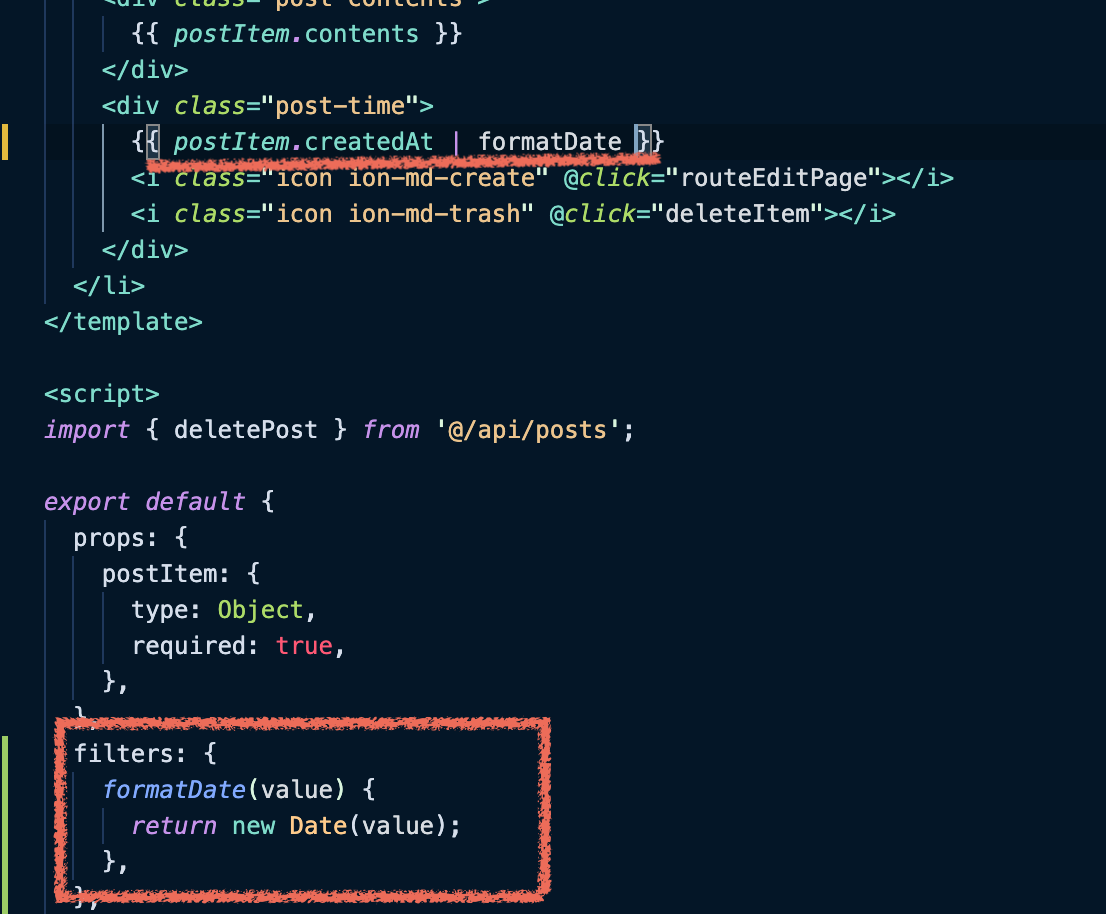 <div class="post-contents">
{{ postItem.contents }}
</div>
<div class="post-time">
{{ postItem.createdAt | formatDate }}
<i class="icon ion-md-create" @click="routeEditPage"></i>
<i class="icon ion-md-trash" @click="deleteItem"></i>
</div>
</li>
</template>
<script>
import { deletePost } from '@/api/posts';
export default {
props: {
postItem: {
type: Object,
required: true,
},
},
filters: {
formatDate(value) {
return new Date(value);
},
},